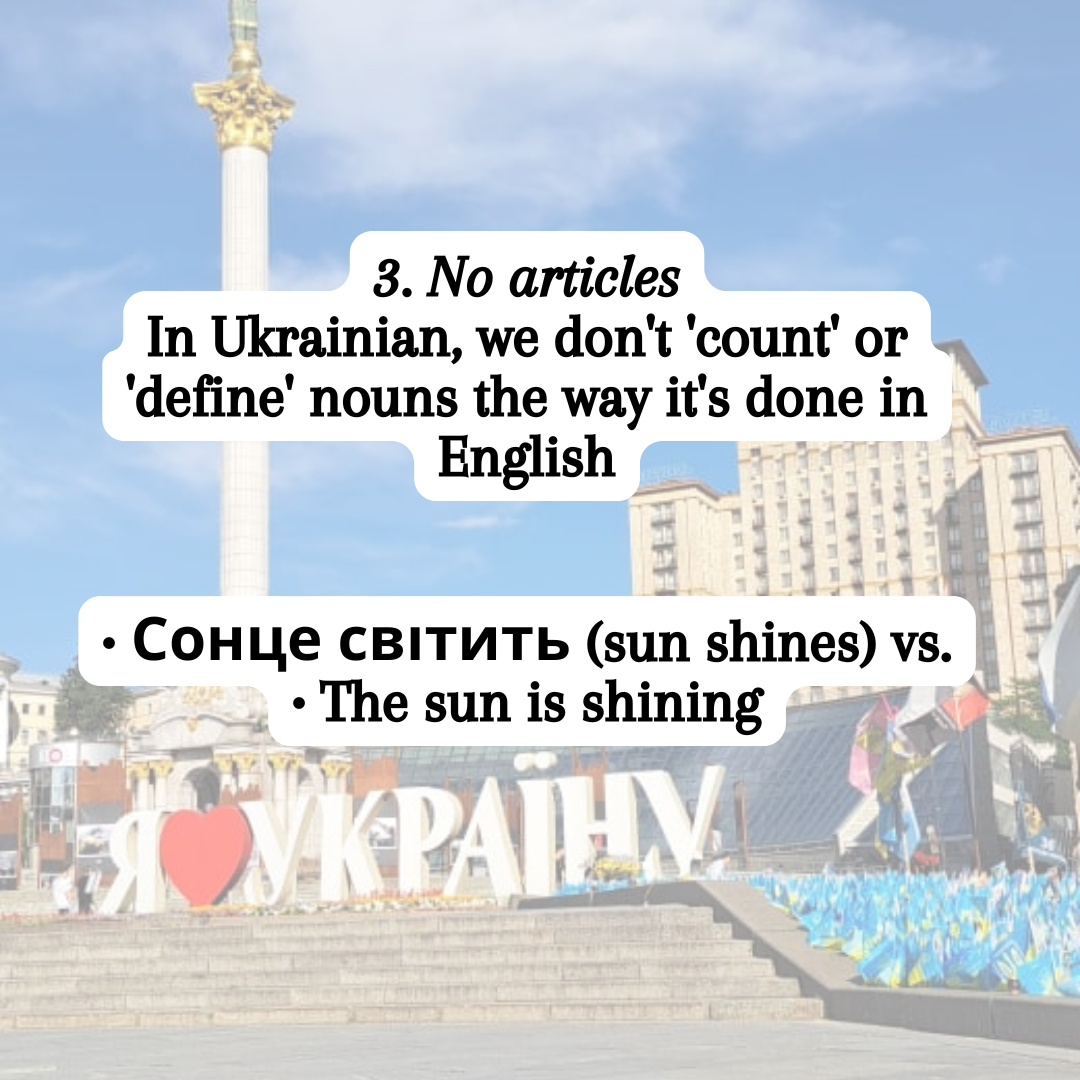 3. No articles
In Ukrainian, we don't 'count' or
'define' nouns the way it's done in
English
• Сонце світить (sun shines) vs.
• The sun is shining
Я УКРАЇНУ